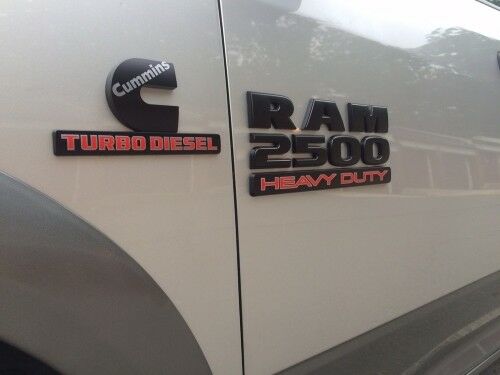 Cummins
TURBO DIESEL
RAM
2500
HEAVY DUTY